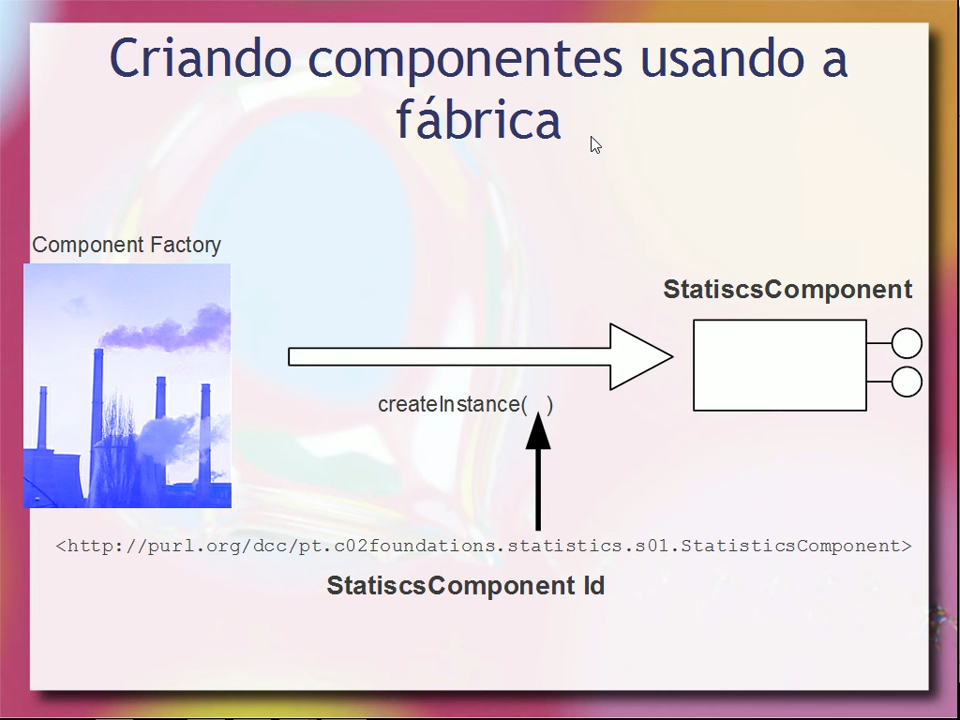 Criando componentes usando a
fábrica
Component Factory
StatiscsComponent
createInstance( )
<http://purl.org/dcc/pt.c02foundations.statistics.s01.StatisticsComponent>
StatiscsComponent Id